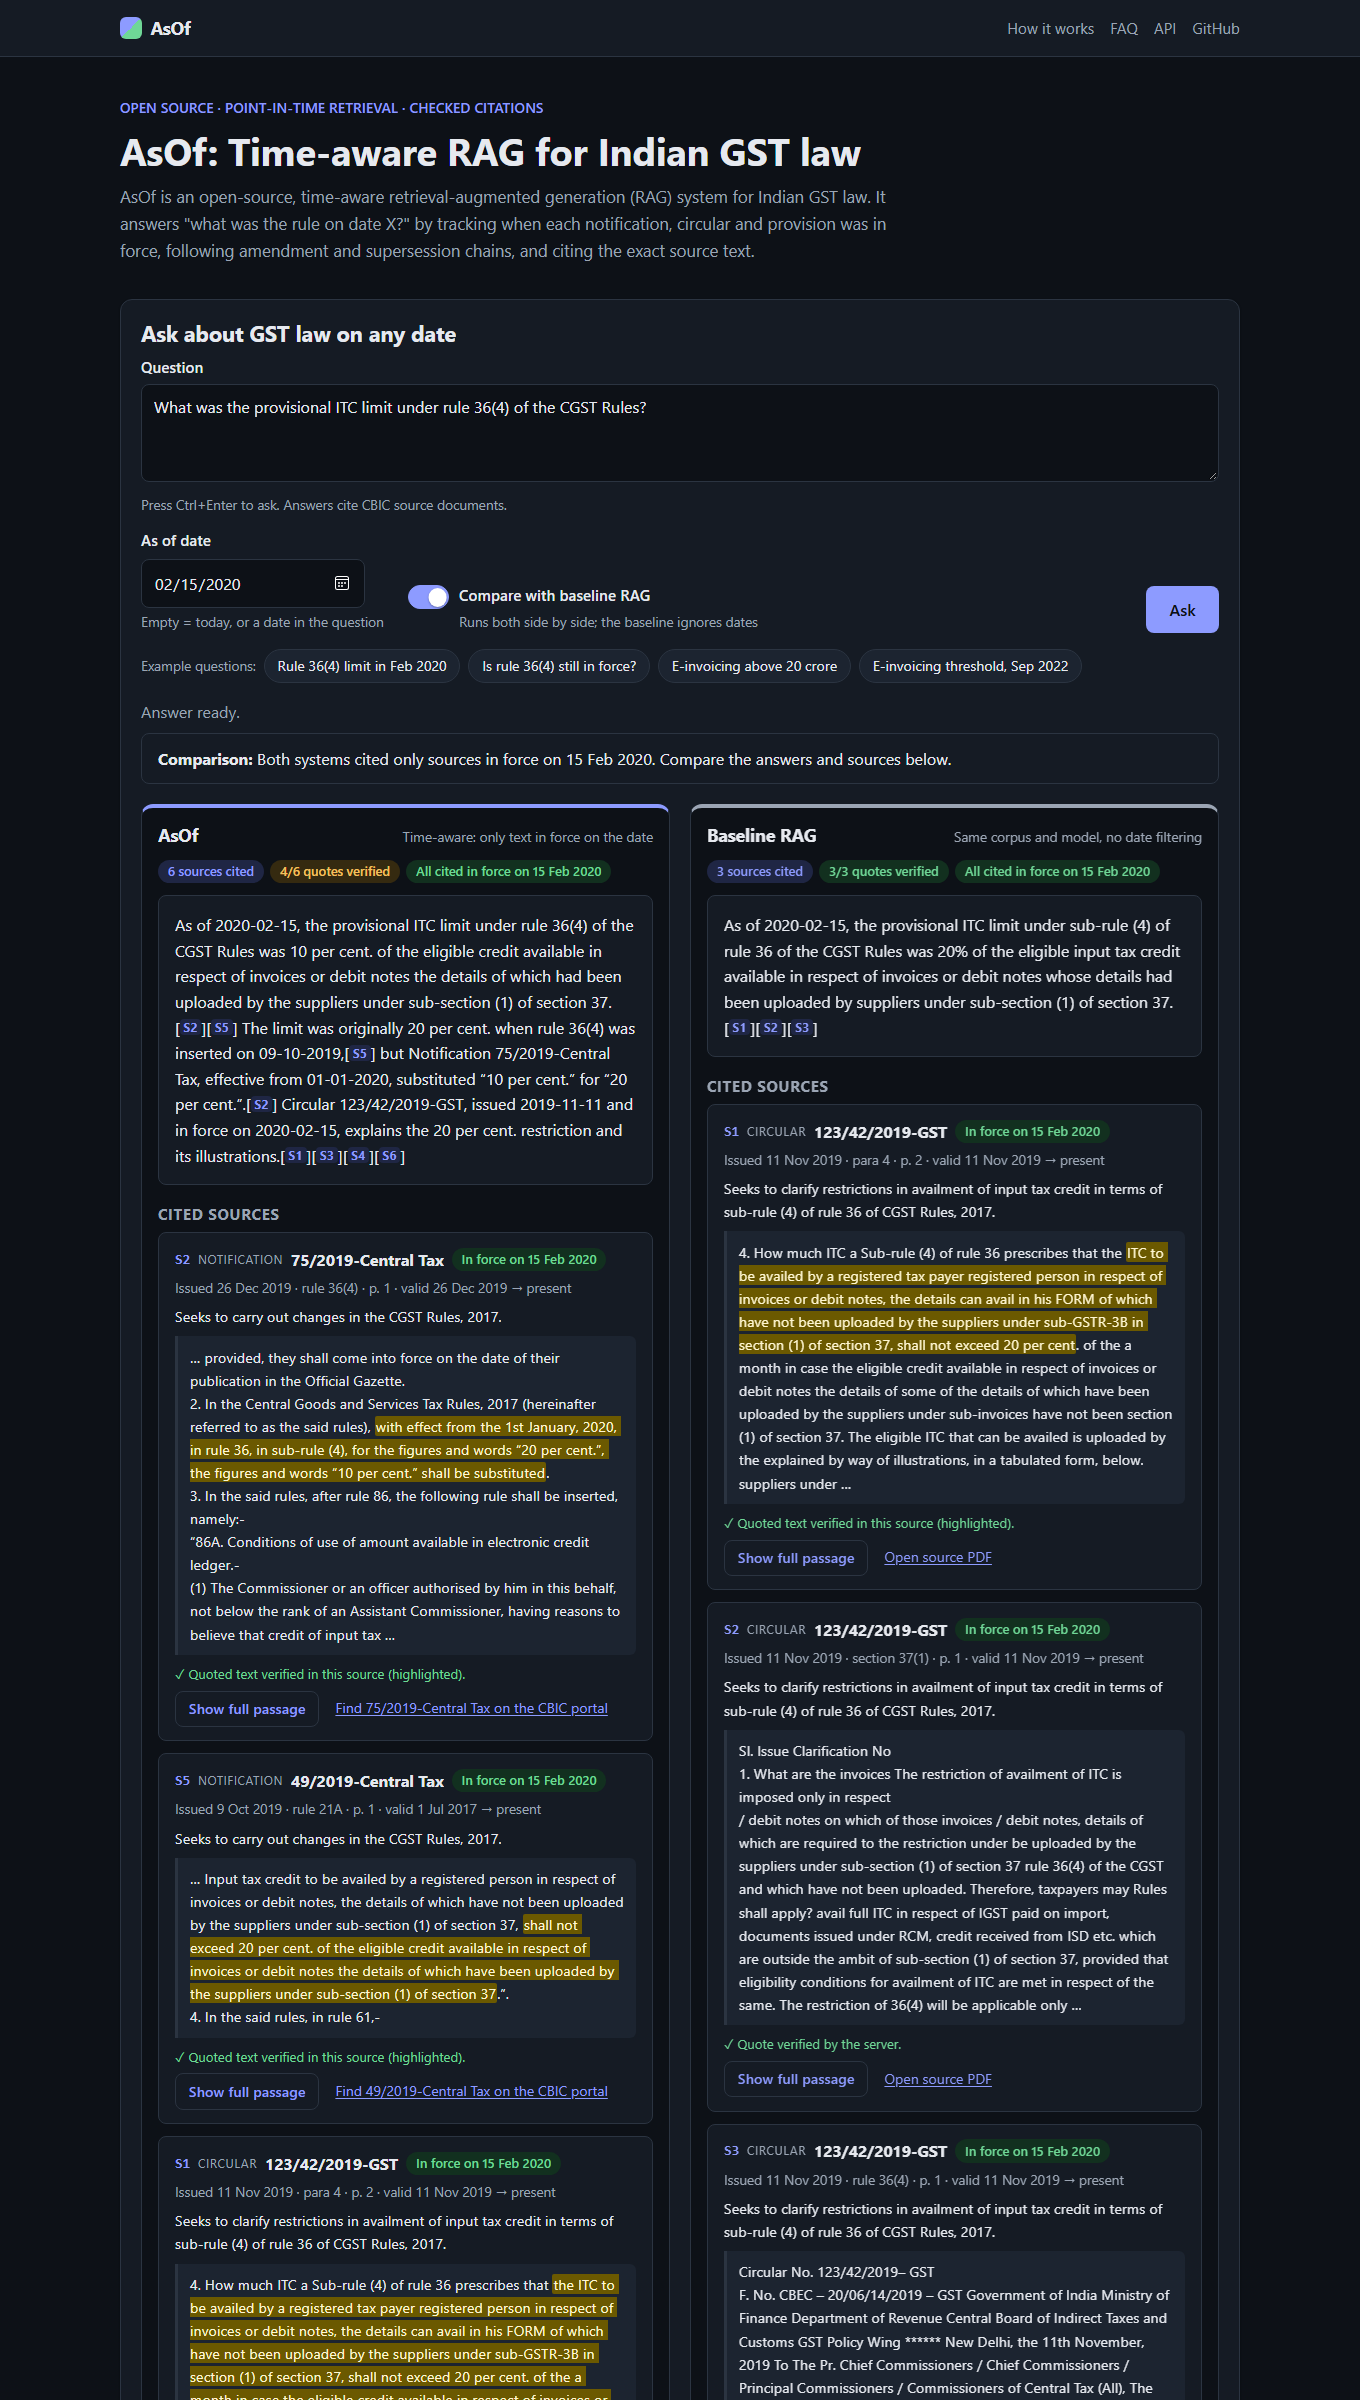 AsOf
How it works FAQ API GitHub
OPEN SOURCE · POINT-IN-TIME RETRIEVAL · CHECKED CITATIONS
AsOf: Time-aware RAG for Indian GST law
AsOf is an open-source, time-aware retrieval-augmented generation (RAG) system for Indian GST law. It
answers "what was the rule on date X?" by tracking when each notification, circular and provision was in
force, following amendment and supersession chains, and citing the exact source text.
Ask about GST law on any date
Question
What was the provisional ITC limit under rule 36(4) of the CGST Rules?
Press Ctrl+Enter to ask. Answers cite CBIC source documents.
As of date
02/15/2020
Empty = today, or a date in the question
Compare with baseline RAG
Runs both side by side; the baseline ignores dates
Ask
Example questions: Rule 36(4) limit in Feb 2020 Is rule 36(4) still in force? E-invoicing above 20 crore E-invoicing threshold, Sep 2022
Answer ready.
Comparison: Both systems cited only sources in force on 15 Feb 2020. Compare the answers and sources below.
AsOf
Time-aware: only text in force on the date
6 sources cited 4/6 quotes verified All cited in force on 15 Feb 2020
As of 2020-02-15, the provisional ITC limit under rule 36(4) of the
CGST Rules was 10 per cent. of the eligible credit available in
respect of invoices or debit notes the details of which had been
uploaded by the suppliers under sub-section (1) of section 37.
[S2][S5] The limit was originally 20 per cent. when rule 36(4) was
inserted on 09-10-2019,[S5] but Notification 75/2019-Central
Tax, effective from 01-01-2020, substituted “10 per cent.” for “20
per cent.”.[S2] Circular 123/42/2019-GST, issued 2019-11-11 and
in force on 2020-02-15, explains the 20 per cent. restriction and
its illustrations.[S1][S3][S4][S6]
CITED SOURCES
S2 NOTIFICATION 75/2019-Central Tax In force on 15 Feb 2020
Issued 26 Dec 2019 · rule 36(4) · p. 1 · valid 26 Dec 2019 → present
Seeks to carry out changes in the CGST Rules, 2017.
... provided, they shall come into force on the date of their
publication in the Official Gazette.
2. In the Central Goods and Services Tax Rules, 2017 (hereinafter
referred to as the said rules), with effect from the 1st January, 2020,
in rule 36, in sub-rule (4), for the figures and words “20 per cent.”,
the figures and words “10 per cent.” shall be substituted.
3. In the said rules, after rule 86, the following rule shall be inserted,
namely:-
“86A. Conditions of use of amount available in electronic credit
ledger.-
(1) The Commissioner or an officer authorised by him in this behalf,
not below the rank of an Assistant Commissioner, having reasons to
believe that credit of input tax ...
✓ Quoted text verified in this source (highlighted).
Show full passage Find 75/2019-Central Tax on the CBIC portal
S5 NOTIFICATION 49/2019-Central Tax In force on 15 Feb 2020
Issued 9 Oct 2019 · rule 21A · p. 1 · valid 1 Jul 2017 → present
Seeks to carry out changes in the CGST Rules, 2017.
... Input tax credit to be availed by a registered person in respect of
invoices or debit notes, the details of which have not been uploaded
by the suppliers under sub-section (1) of section 37, shall not
exceed 20 per cent. of the eligible credit available in respect of
invoices or debit notes the details of which have been uploaded by
the suppliers under sub-section (1) of section 37.”.
4. In the said rules, in rule 61,-
✓ Quoted text verified in this source (highlighted).
Show full passage Find 49/2019-Central Tax on the CBIC portal
S1 CIRCULAR 123/42/2019-GST In force on 15 Feb 2020
Issued 11 Nov 2019 · para 4 · p. 2 · valid 11 Nov 2019 → present
Seeks to clarify restrictions in availment of input tax credit in terms of
sub-rule (4) of rule 36 of CGST Rules, 2017.
4. How much ITC a Sub-rule (4) of rule 36 prescribes that the ITC to
be availed by a registered tax payer registered person in respect of
invoices or debit notes, the details can avail in his FORM of which
have not been uploaded by the suppliers under sub-GSTR-3B in
section (1) of section 37, shall not exceed 20 per cent. of the a
month in case the eligible credit available in respect of invoices or
Baseline RAG
Same corpus and model, no date filtering
3 sources cited 3/3 quotes verified All cited in force on 15 Feb 2020
As of 2020-02-15, the provisional ITC limit under sub-rule (4) of
rule 36 of the CGST Rules was 20% of the eligible input tax credit
available in respect of invoices or debit notes whose details had
been uploaded by suppliers under sub-section (1) of section 37.
[S1][S2][S3]
CITED SOURCES
S1 CIRCULAR 123/42/2019-GST In force on 15 Feb 2020
Issued 11 Nov 2019 · para 4 · p. 2 · valid 11 Nov 2019 → present
Seeks to clarify restrictions in availment of input tax credit in terms of
sub-rule (4) of rule 36 of CGST Rules, 2017.
4. How much ITC a Sub-rule (4) of rule 36 prescribes that the ITC to
be availed by a registered tax payer registered person in respect of
invoices or debit notes, the details can avail in his FORM of which
have not been uploaded by the suppliers under sub-GSTR-3B in
section (1) of section 37, shall not exceed 20 per cent. of the a
month in case the eligible credit available in respect of invoices or
debit notes the details of some of the details of which have been
uploaded by the suppliers under sub-invoices have not been section
(1) of section 37. The eligible ITC that can be availed is uploaded by
the explained by way of illustrations, in a tabulated form, below.
suppliers under ...
✓ Quoted text verified in this source (highlighted).
Show full passage Open source PDF
S2 CIRCULAR 123/42/2019-GST In force on 15 Feb 2020
Issued 11 Nov 2019 · section 37(1) · p. 1 · valid 11 Nov 2019 → present
Seeks to clarify restrictions in availment of input tax credit in terms of
sub-rule (4) of rule 36 of CGST Rules, 2017.
Sl. Issue Clarification No
1. What are the invoices The restriction of availment of ITC is
imposed only in respect
/ debit notes on which of those invoices / debit notes, details of
which are required to the restriction under be uploaded by the
suppliers under sub-section (1) of section 37 rule 36(4) of the CGST
and which have not been uploaded. Therefore, taxpayers may Rules
shall apply? avail full ITC in respect of IGST paid on import,
documents issued under RCM, credit received from ISD etc. which
are outside the ambit of sub-section (1) of section 37, provided that
eligibility conditions for availment of ITC are met in respect of the
same. The restriction of 36(4) will be applicable only ...
✓ Quote verified by the server.
Show full passage Open source PDF
S3 CIRCULAR 123/42/2019-GST In force on 15 Feb 2020
Issued 11 Nov 2019 · rule 36(4) · p. 1 · valid 11 Nov 2019 → present
Seeks to clarify restrictions in availment of input tax credit in terms of
sub-rule (4) of rule 36 of CGST Rules, 2017.
Circular No. 123/42/2019– GST
F. No. CBEC – 20/06/14/2019 – GST Government of India Ministry of
Finance Department of Revenue Central Board of Indirect Taxes and
Customs GST Policy Wing ****** New Delhi, the 11th November,
2019 To The Pr. Chief Commissioners / Chief Commissioners /
Principal Commissioners / Commissioners of Central Tax (All), The